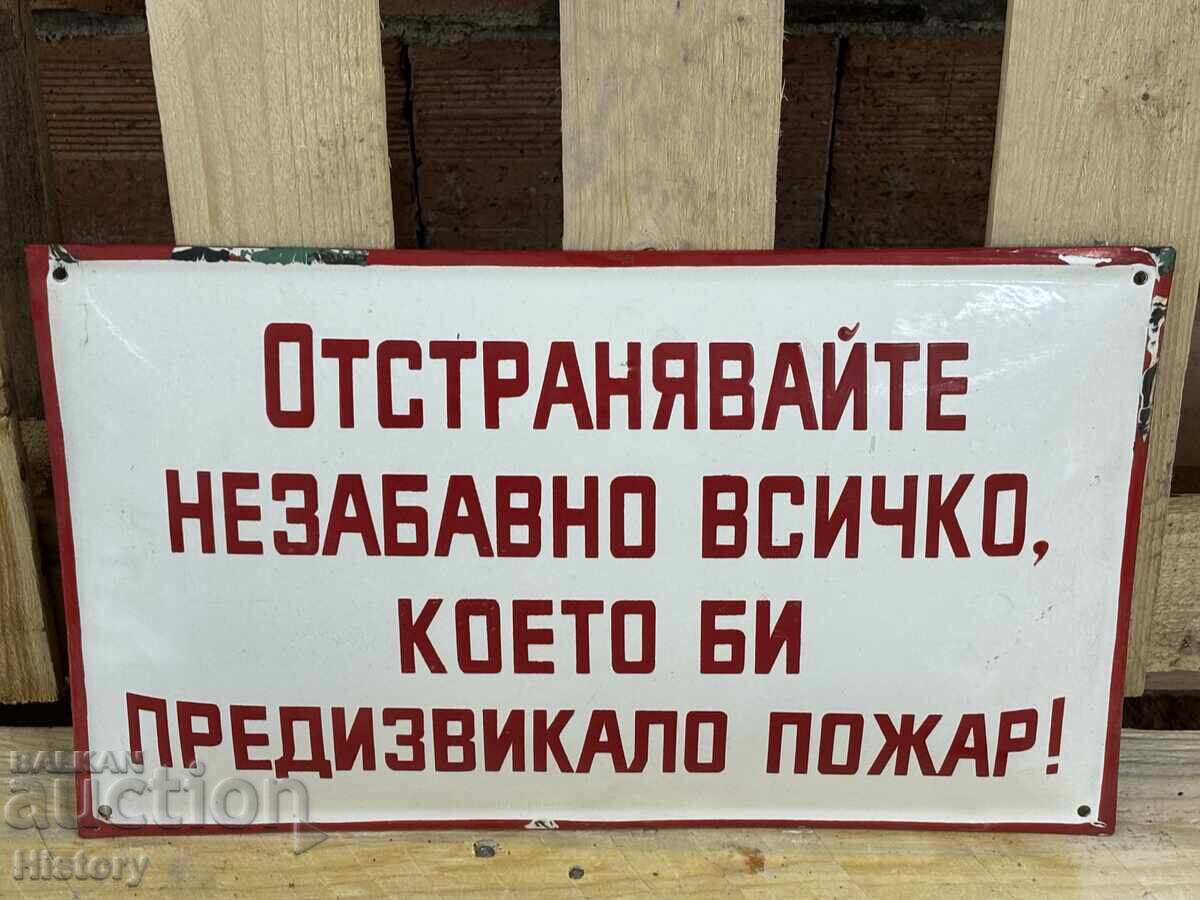 ОТСТРАНЯВАЙТЕ
НЕЗАБАВНО ВСИЧКО,
КОЕТО БИ
ПРЕДИЗВИКАЛО ПОЖАР!
BALKAN
auction
History